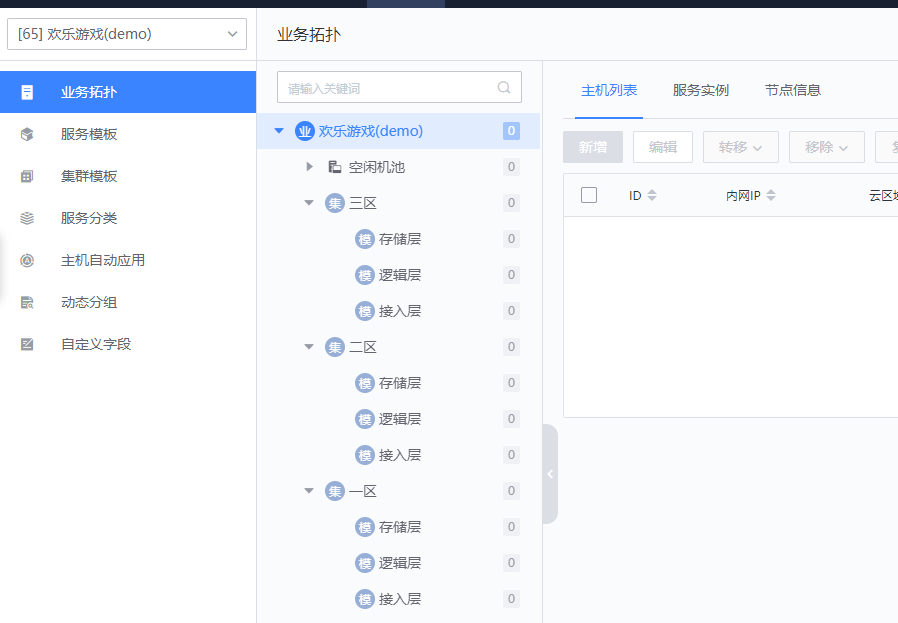 [65] 欢乐游戏(demo)
业务拓扑
服务模板
集群模板
服务分类
主机自动应用
动态分组
自定义字段
业务拓扑
请输入关键词
业 欢乐游戏(demo) 0
空闲机池 0
集 三区 0
模 存储层 0
模 逻辑层 0
模 接入层 0
集 二区 0
模 存储层 0
模 逻辑层 0
模 接入层 0
集 一区 0
模 存储层 0
模 逻辑层 0
模 接入层 0
主机列表 服务实例 节点信息
新增 编辑 转移 移除
ID 内网IP 云区